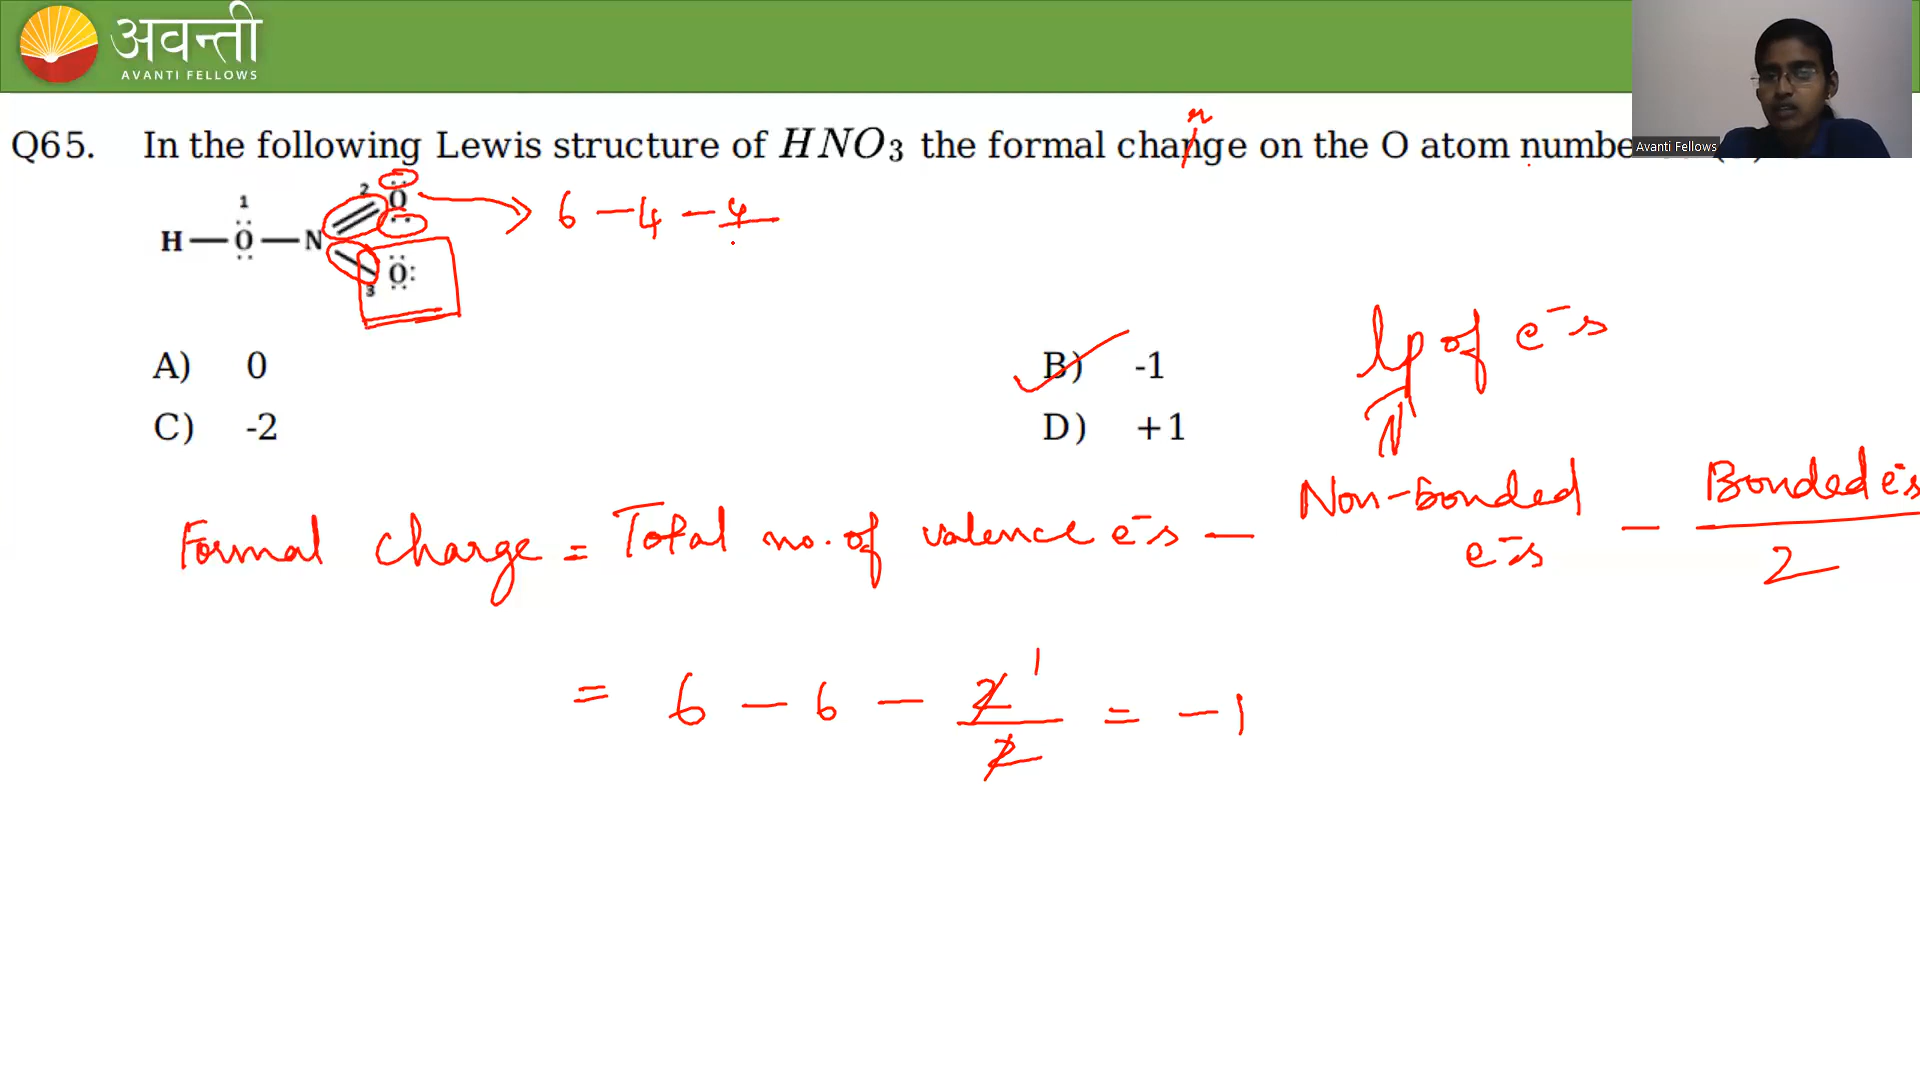 अवन्ती
AVANTI FELLOWS
Avanti Fellows
r
Q65. In the following Lewis structure of HNO3 the formal change on the O atom numbe
1
2
H—O—N
O
O:
3
6 - 4 - 4
lp of e-s
A) 0
B) -1
C) -2
D) +1
Formal charge = Total no. of valence e-s - Non-bonded e-s - Bonded e-s / 2
= 6 - 6 - 2/2 1 = -1